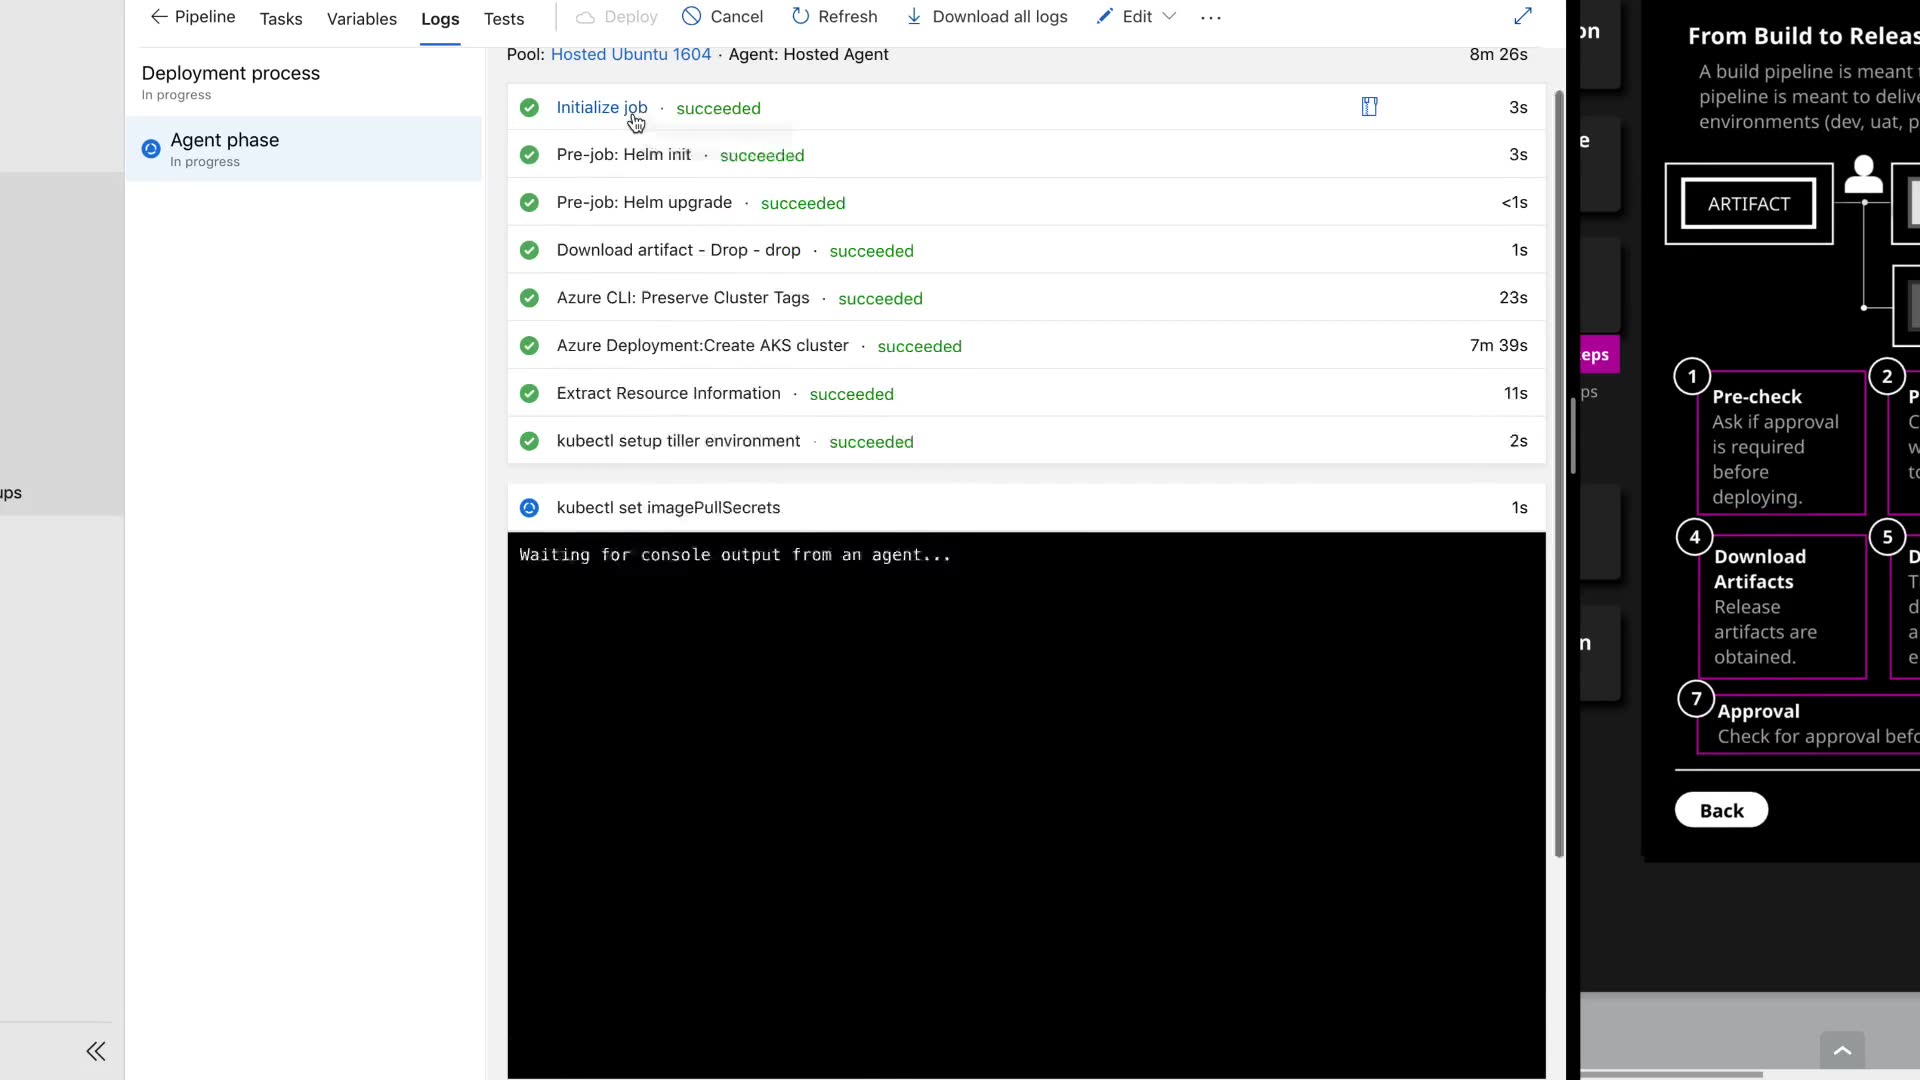 Pipeline
Tasks
Variables
Logs
Tests
Deploy
Cancel
Refresh
Download all logs
Edit
Deployment process
In progress
Agent phase
In progress
ups
Pool: Hosted Ubuntu 1604 · Agent: Hosted Agent
8m 26s
Initialize job · succeeded
3s
Pre-job: Helm init · succeeded
3s
Pre-job: Helm upgrade · succeeded
<1s
Download artifact - Drop - drop · succeeded
1s
Azure CLI: Preserve Cluster Tags · succeeded
23s
Azure Deployment:Create AKS cluster · succeeded
7m 39s
Extract Resource Information · succeeded
11s
kubectl setup tiller environment · succeeded
2s
kubectl set imagePullSecrets
1s
Waiting for console output from an agent...
on
e
eps
ps
n
From Build to Releas
A build pipeline is meant
pipeline is meant to delive
environments (dev, uat, p
ARTIFACT
1
Pre-check
Ask if approval
is required
before
deploying.
2
P
C
w
to
4
Download
Artifacts
Release
artifacts are
obtained.
5
D
T
d
a
e
7
Approval
Check for approval befo
Back